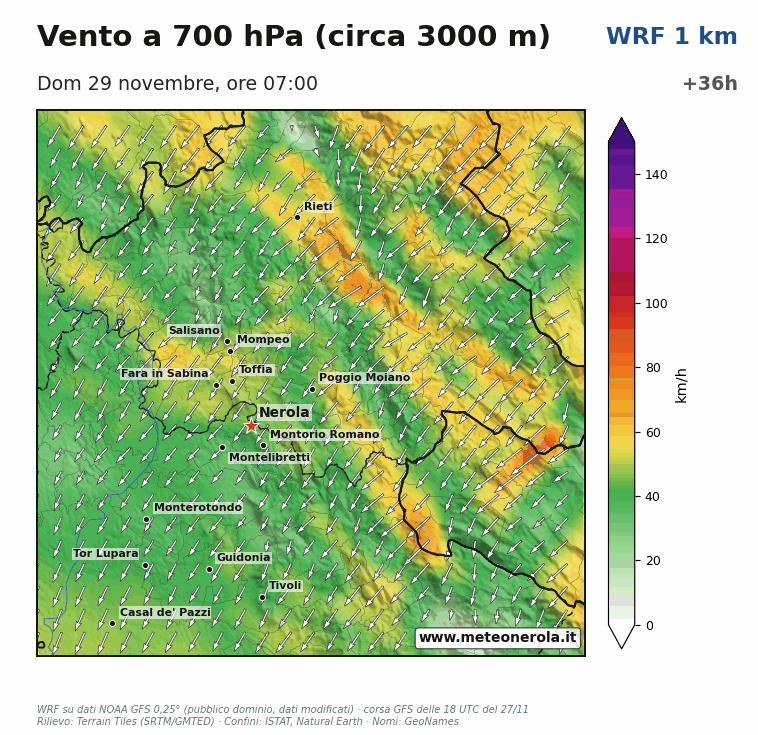 Vento a 700 hPa (circa 3000 m)
WRF 1 km
Dom 29 novembre, ore 07:00
+36h
Rieti
Salisano
Mompeo
Fara in Sabina
Toffia
Poggio Moiano
Nerola
Montorio Romano
Montelibretti
Monterotondo
Tor Lupara
Guidonia
Tivoli
Casal de' Pazzi
www.meteonerola.it
140
120
100
80
60
40
20
0
km/h
WRF su dati NOAA GFS 0,25° (pubblico dominio, dati modificati) · corsa GFS delle 18 UTC del 27/11
Rilievo: Terrain Tiles (SRTM/GMTED) · Confini: ISTAT, Natural Earth · Nomi: GeoNames